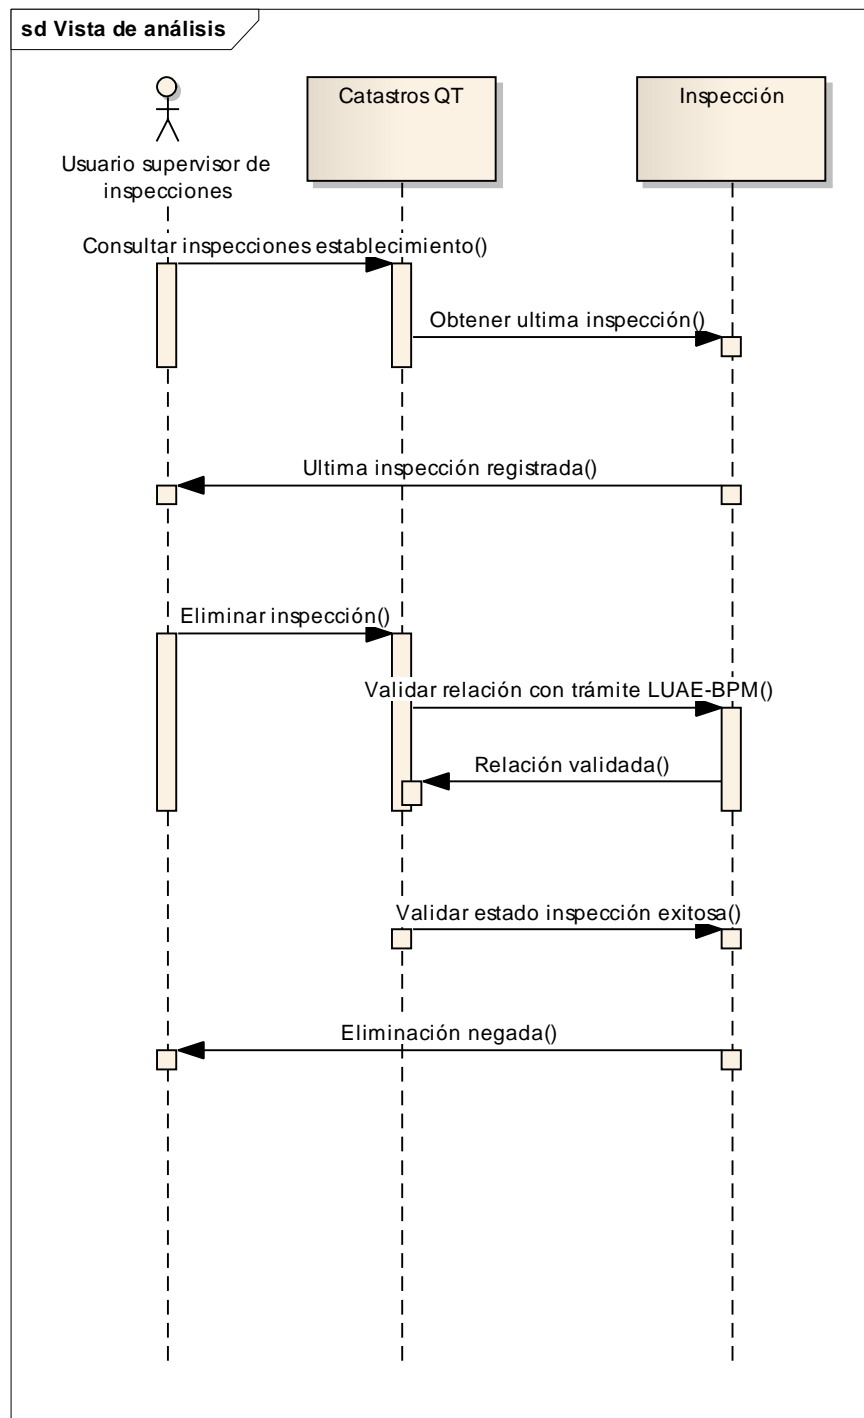 sd Vista de análisis
Catastros QT
Inspección
Usuario supervisor de
inspecciones
Consultar inspecciones establecimiento()
Obtener ultima inspección()
Ultima inspección registrada()
Eliminar inspección()
Validar relación con trámite LUAE-BPM()
Relación validada()
Validar estado inspección exitosa()
Eliminación negada()